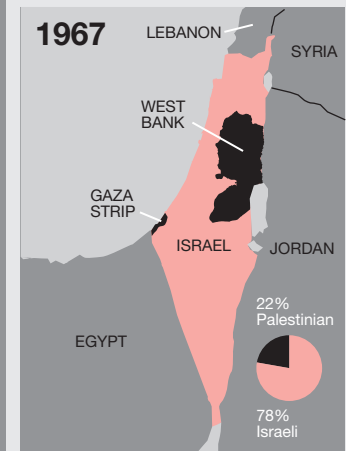 1967
LEBANON
SYRIA
WEST
BANK
GAZA
STRIP
ISRAEL
JORDAN
EGYPT
22%
Palestinian
78%
Israeli